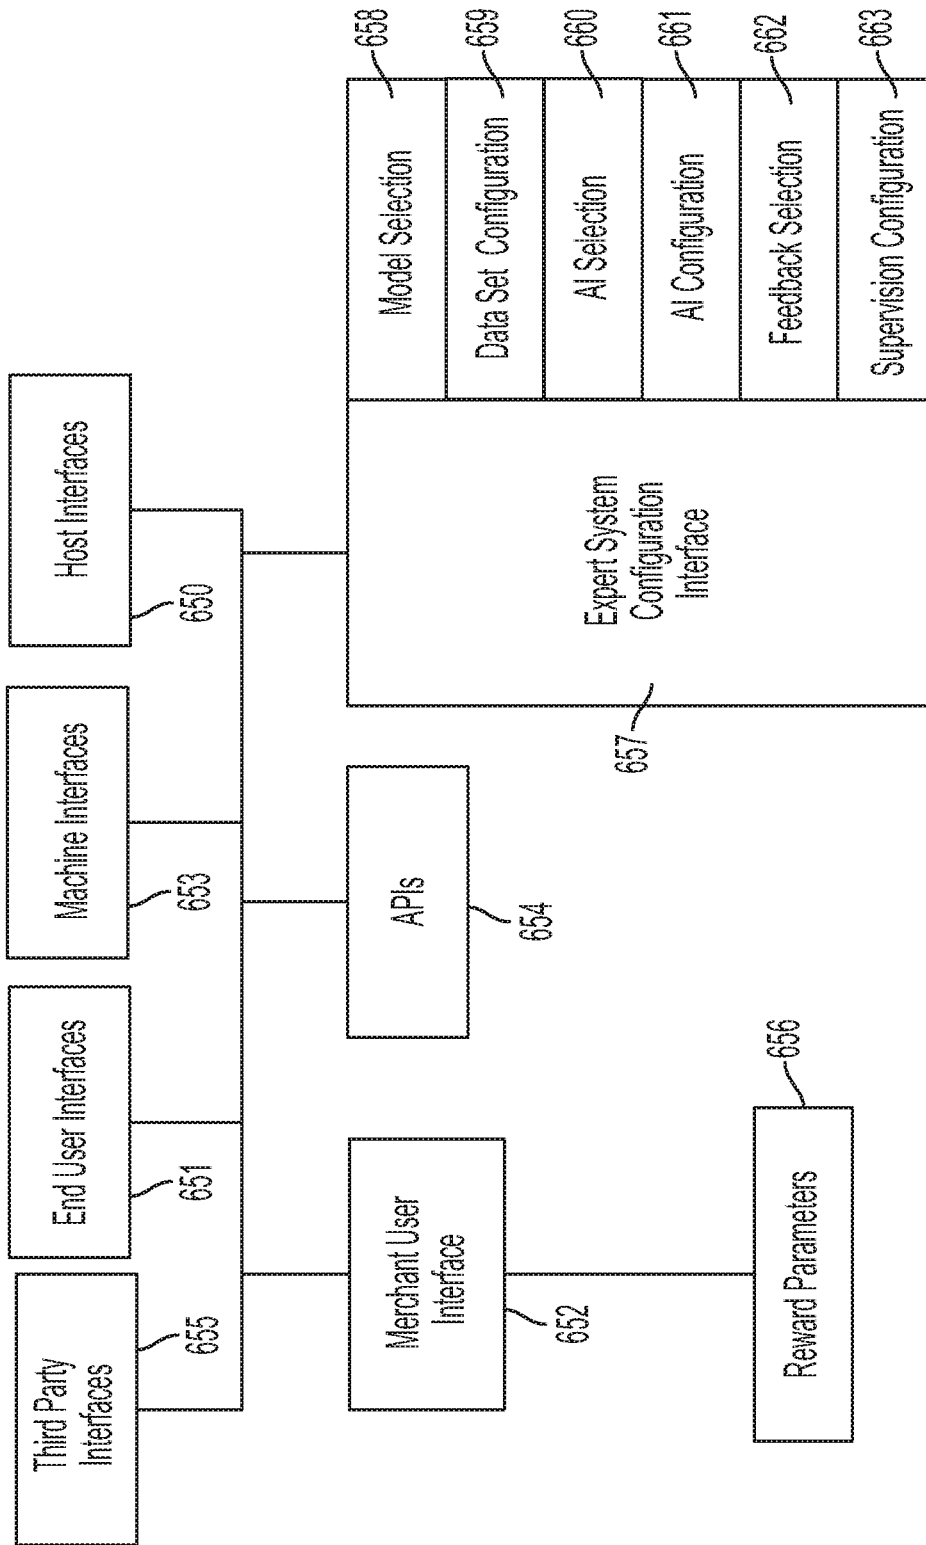 Third Party
Interfaces
655
End User Interfaces
651
Machine Interfaces
653
Host Interfaces
650
Merchant User
Interface
652
APIs
654
Expert System
Configuration
Interface
657
Model Selection
658
Data Set Configuration
659
AI Selection
660
AI Configuration
661
Feedback Selection
662
Supervision Configuration
663
Reward Parameters
656